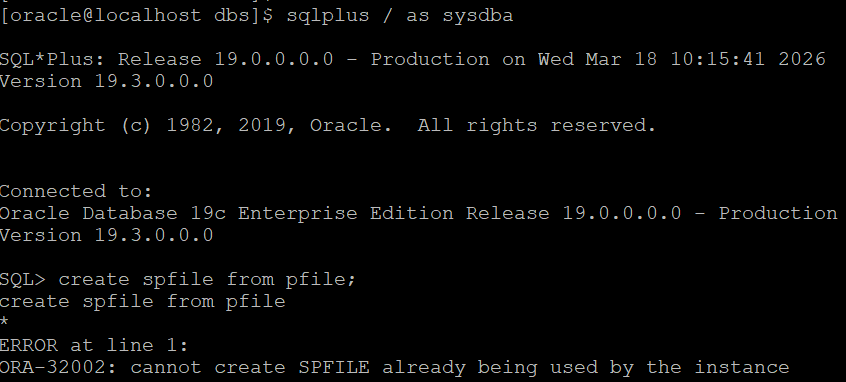 [oracle@localhost dbs]$ sqlplus / as sysdba
SQL*Plus: Release 19.0.0.0.0 - Production on Wed Mar 18 10:15:41 2026
Version 19.3.0.0.0
Copyright (c) 1982, 2019, Oracle.  All rights reserved.
Connected to:
Oracle Database 19c Enterprise Edition Release 19.0.0.0.0 - Production
Version 19.3.0.0.0
SQL> create spfile from pfile;
create spfile from pfile
*
ERROR at line 1:
ORA-32002: cannot create SPFILE already being used by the instance